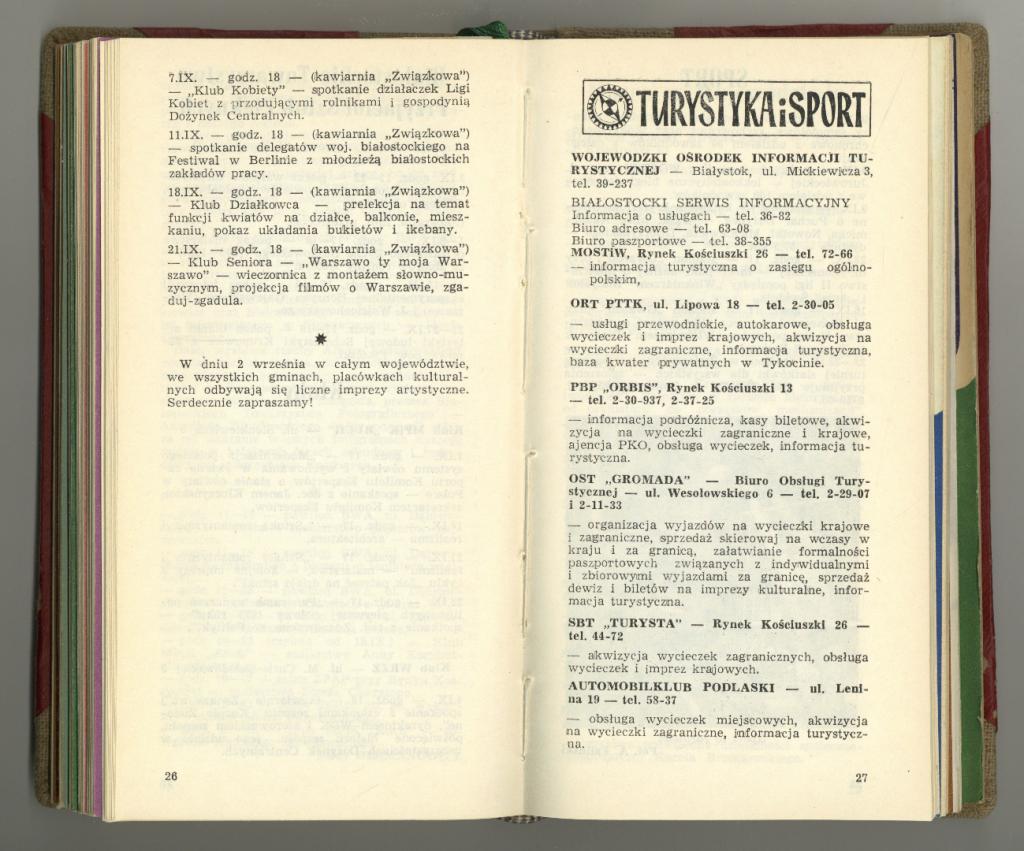 7.IX. — godz. 18 — (kawiarnia „Związkowa”)
— „Klub Kobiety” — spotkanie działaczek Ligi
Kobiet z przodującymi rolnikami i gospodynią
Dożynek Centralnych.
11.IX. — godz. 18 — (kawiarnia „Związkowa”)
— spotkanie delegatów woj. białostockiego na
Festiwal w Berlinie z młodzieżą białostockich
zakładów pracy.
18.IX. — godz. 18 — (kawiarnia „Związkowa”)
— Klub Działkowca — prelekcja na temat
funkcji kwiatów na działce, balkonie, miesz-
kaniu, pokaz układania bukietów i ikebany.
21.IX. — godz. 18 — (kawiarnia „Związkowa”)
— Klub Seniora — „Warszawo ty moja War-
szawo” — wieczornica z montażem słowno-mu-
zycznym, projekcja filmów o Warszawie, zga-
duj-zgadula.
W dniu 2 września w całym województwie,
we wszystkich gminach, placówkach kultural-
nych odbywają się liczne imprezy artystyczne.
Serdecznie zapraszamy!
26
TURYSTYKA i SPORT
WOJEWÓDZKI OŚRODEK INFORMACJI TU-
RYSTYCZNEJ — Białystok, ul. Mickiewicza 3,
tel. 39-237
BIAŁOSTOCKI SERWIS INFORMACYJNY
Informacja o usługach — tel. 36-82
Biuro adresowe — tel. 63-08
Biuro paszportowe — tel. 38-355
MOSTiW, Rynek Kościuszki 26 — tel. 72-66
— informacja turystyczna o zasięgu ogólno-
polskim,
ORT PTTK, ul. Lipowa 18 — tel. 2-30-05
— usługi przewodnickie, autokarowe, obsługa
wycieczek i imprez krajowych, akwizycja na
wycieczki zagraniczne, informacja turystyczna,
baza kwater prywatnych w Tykocinie.
PBP „ORBIS”, Rynek Kościuszki 13
— tel. 2-30-937, 2-37-25
— informacja podróżnicza, kasy biletowe, akwi-
zycja na wycieczki zagraniczne i krajowe,
ajencja PKO, obsługa wycieczek, informacja tu-
rystyczna.
OST „GROMADA” — Biuro Obsługi Tury-
stycznej — ul. Wesołowskiego 6 — tel. 2-29-07
i 2-11-33
— organizacja wyjazdów na wycieczki krajowe
i zagraniczne, sprzedaż skierowaj na wczasy w
kraju i za granicą, załatwianie formalności
paszportowych związanych z indywidualnymi
i zbiorowymi wyjazdami za granicę, sprzedaż
dewiz i biletów na imprezy kulturalne, infor-
macja turystyczna.
SBT „TURYSTA” — Rynek Kościuszki 26 —
tel. 44-72
— akwizycja wycieczek zagranicznych, obsługa
wycieczek i imprez krajowych.
AUTOMOBILKLUB PODLASKI — ul. Leni-
na 19 — tel. 58-37
— obsługa wycieczek miejscowych, akwizycja
na wycieczki zagraniczne, informacja turystycz-
na.
27